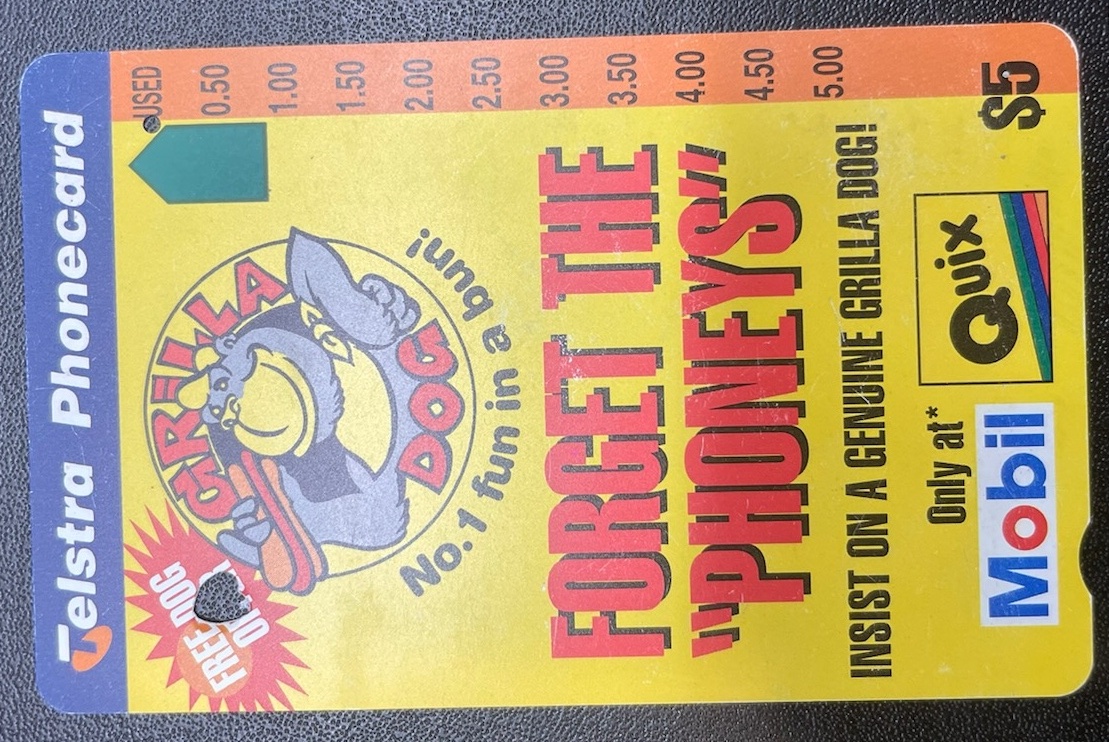 Telstra Phonecard
FREE DOG
GRILLA
DOG
No.1 fun in a bun!
FORGET THE
"PHONEYS"
INSIST ON A GENUINE GRILLA DOG!
Only at*
Mobil
Quix
USED
0.50
1.00
1.50
2.00
2.50
3.00
3.50
4.00
4.50
5.00
$5